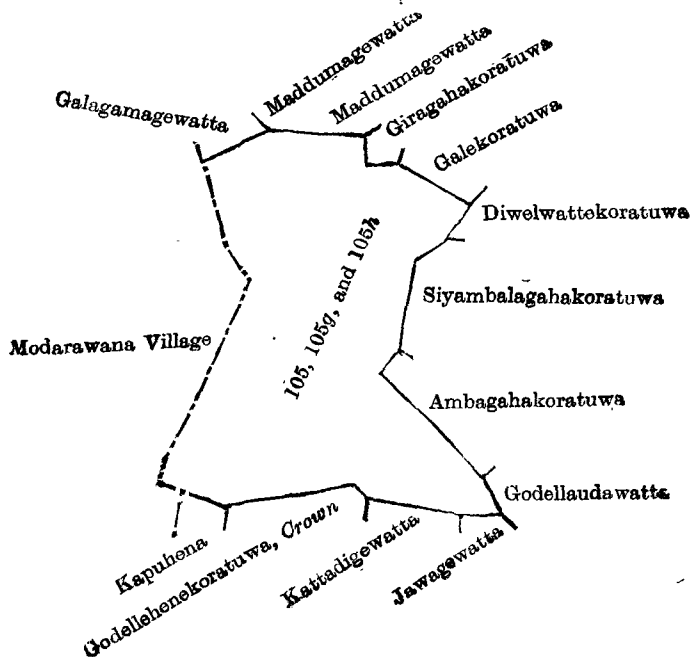 Maddumagewatta
Maddumagewatta
Giragahakoratuwa
Galagamagewatta
Galekoratuwa
Diwelwattekoratuwa
105, 105g, and 105h
Siyambalagahakoratuwa
Modarawana Village
Ambagahakoratuwa
Godellaudawatta
Kapuhena
Godellehenekoratuwa, Crown
Kattadigewatta
Jawagewatta